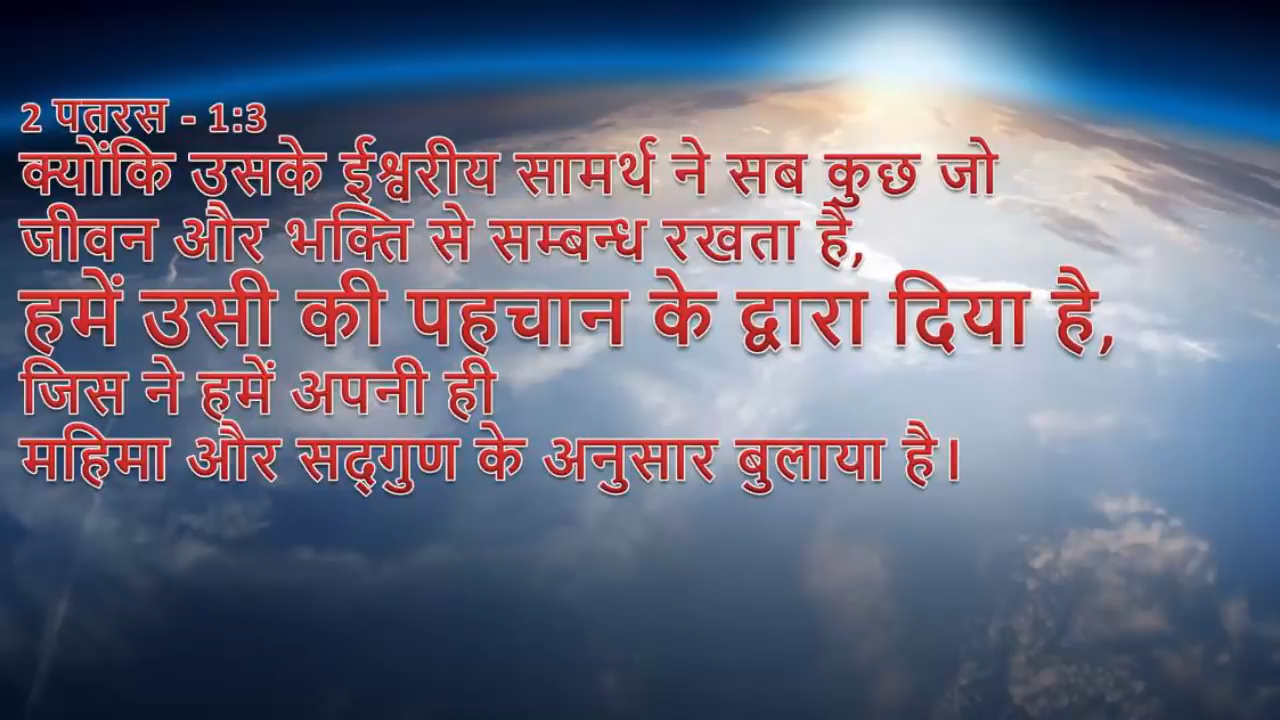 2 पतरस - 1:3
क्योंकि उसके ईश्वरीय सामर्थ ने सब कुछ जो
जीवन और भक्ति से सम्बन्ध रखता है,
हमें उसी की पहचान के द्वारा दिया है,
जिस ने हमें अपनी ही
महिमा और सद्‌गुण के अनुसार बुलाया है।